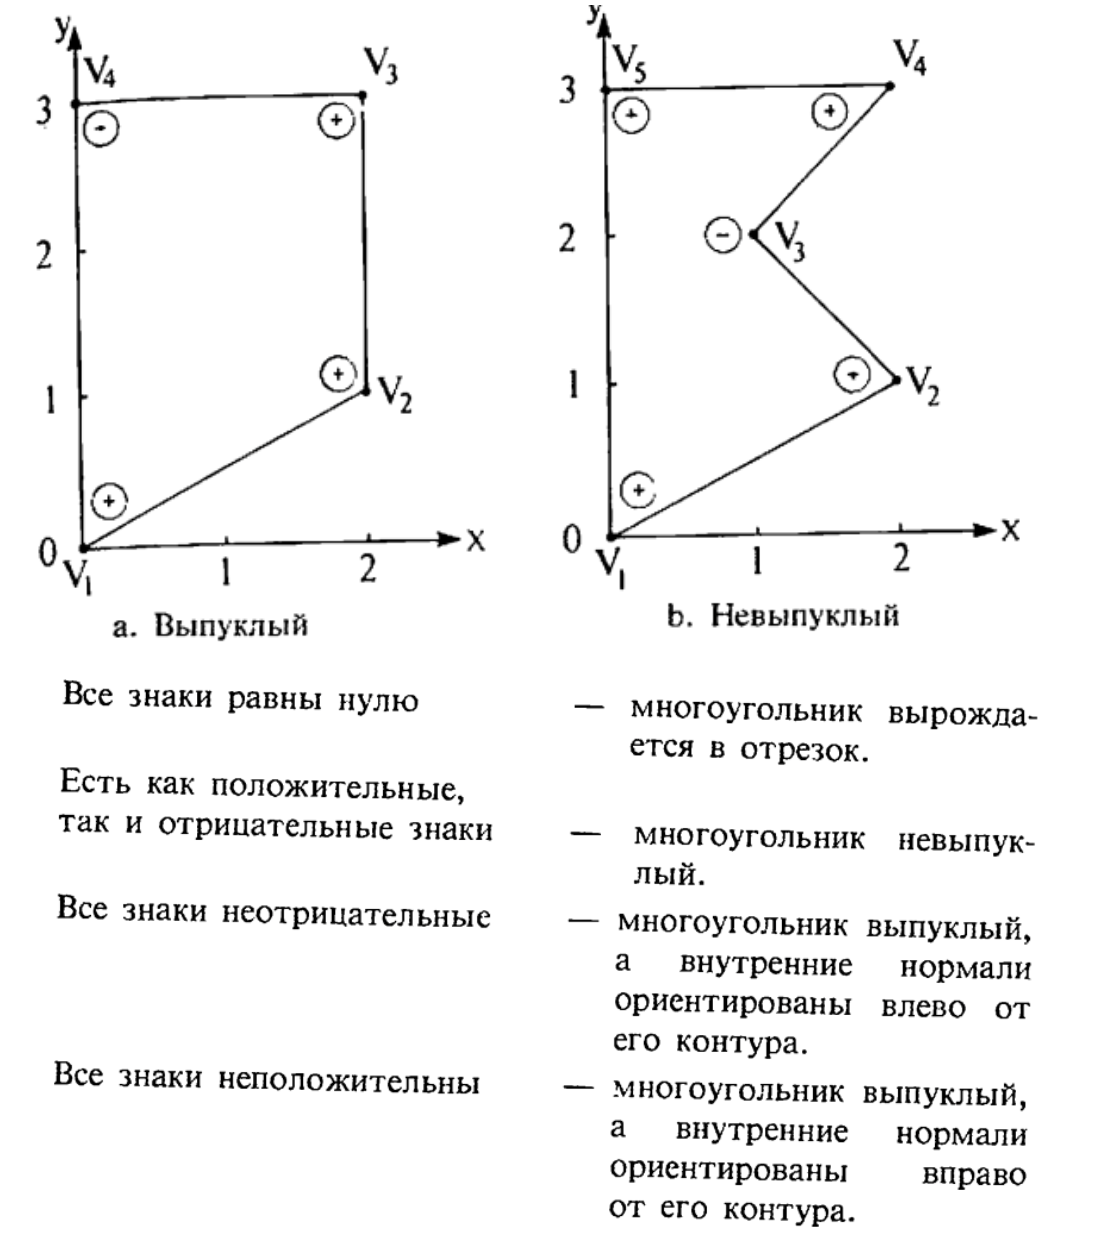 y
V4
V3
3
-
+
2
1
+
V2
+
0
V1
1
2
X
a. Выпуклый
y
V5
V4
3
+
+
2
-
V3
1
+
V2
+
0
V1
1
2
X
b. Невыпуклый
Все знаки равны нулю
— многоугольник вырожда-
ется в отрезок.
Есть как положительные,
так и отрицательные знаки
— многоугольник невыпук-
лый.
Все знаки неотрицательные
— многоугольник выпуклый,
а внутренние нормали
ориентированы влево от
его контура.
Все знаки неположительны
— многоугольник выпуклый,
а внутренние нормали
ориентированы вправо
от его контура.